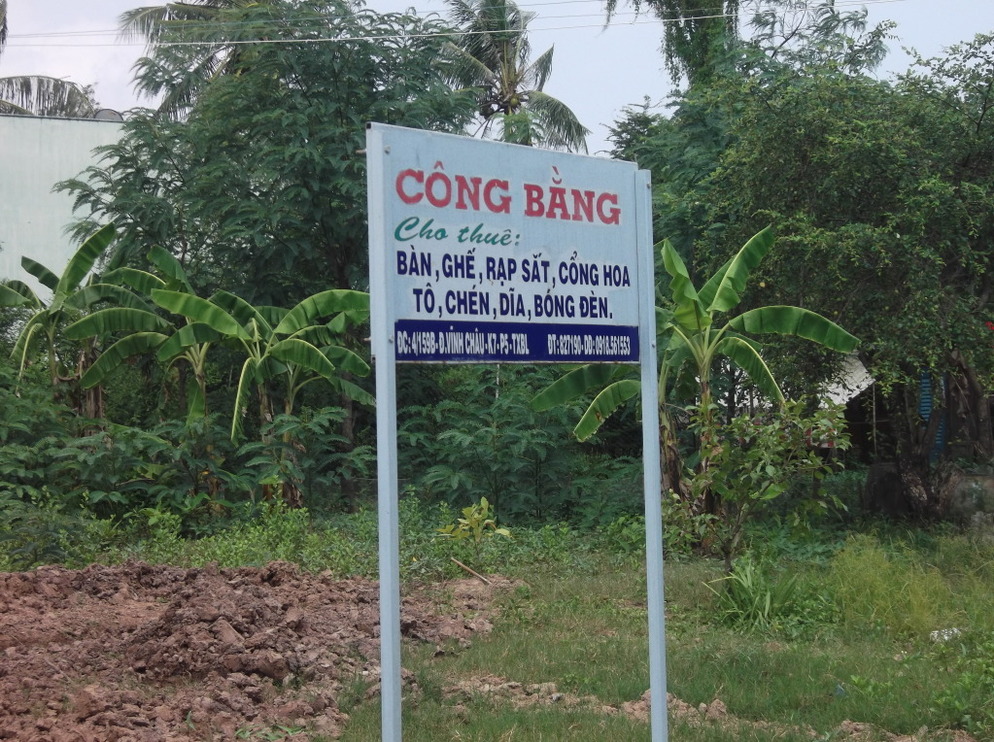 CÔNG BẰNG
Cho thuê:
BÀN, GHẾ, RẠP SẮT, CỔNG HOA
TÔ, CHÉN, DĨA, BÓNG ĐÈN.
ĐC: 4/159B-Đ.VĨNH CHÂU-K7-P5-TXBL ĐT: 827190-DĐ:0918.561553